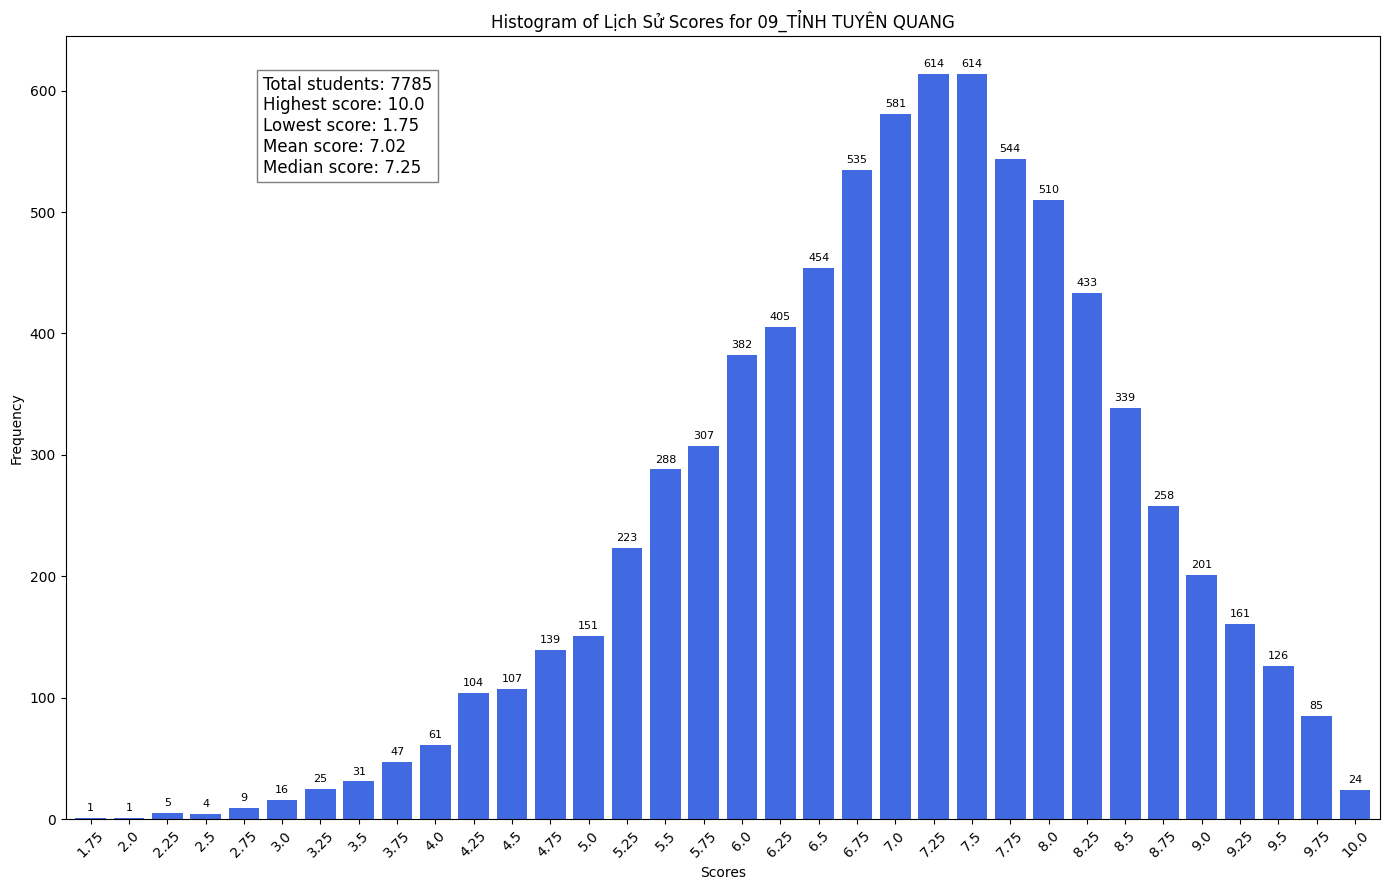 Histogram of Lịch Sử Scores for 09_TỈNH TUYÊN QUANG
Total students: 7785
Highest score: 10.0
Lowest score: 1.75
Mean score: 7.02
Median score: 7.25
Frequency
600
500
400
300
200
100
0
1 1 5 4 9 16 25 31 47 61 104 107 139 151 223 288 307 382 405 454 535 581 614 614 544 510 433 339 258 201 161 126 85 24
1.75 2.0 2.25 2.5 2.75 3.0 3.25 3.5 3.75 4.0 4.25 4.5 4.75 5.0 5.25 5.5 5.75 6.0 6.25 6.5 6.75 7.0 7.25 7.5 7.75 8.0 8.25 8.5 8.75 9.0 9.25 9.5 9.75 10.0
Scores